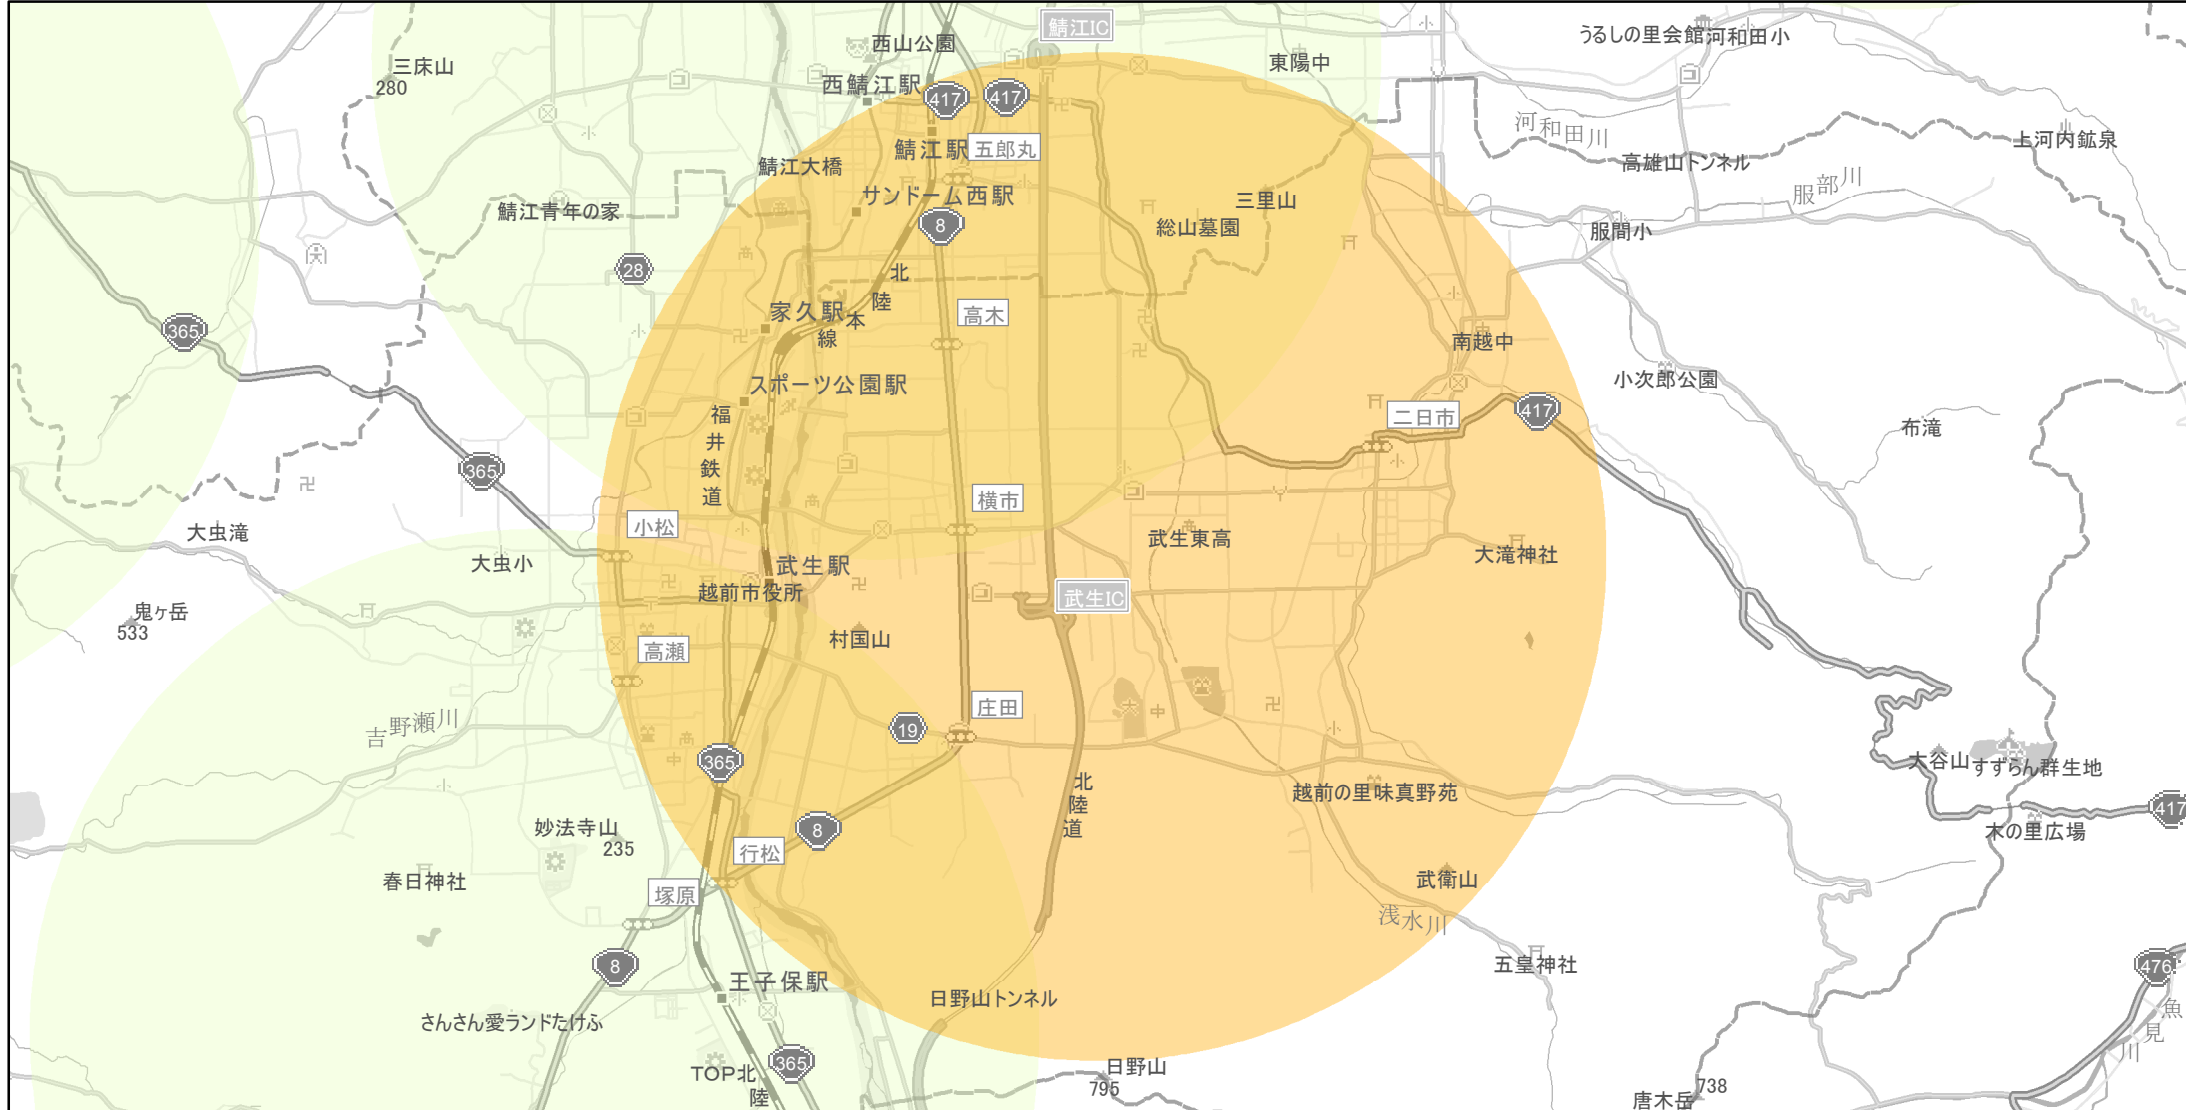 鯖江IC
うるしの里会館
河和田小
西山公園
三床山
280
東陽中
西鯖江駅
417
417
河和田川
上河内鉱泉
鯖江駅
五郎丸
鯖江大橋
高雄山トンネル
服部川
サンドーム西駅
三里山
鯖江青年の家
総山墓園
服間小
8
28
北陸本線
家久駅
高木
365
南越中
スポーツ公園駅
小次郎公園
福井鉄道
二日市
417
布滝
365
横市
大虫滝
小松
武生東高
大滝神社
大虫小
武生駅
越前市役所
武生IC
鬼ヶ岳
533
村国山
高瀬
吉野瀬川
庄田
19
365
大谷山
すずらん群生地
北陸道
越前の里味真野苑
417
妙法寺山
235
8
木の里広場
行松
春日神社
塚原
武衛山
浅水川
8
五皇神社
476
王子保駅
日野山トンネル
さんさん愛ランドたけふ
魚見川
365
TOP北陸
日野山
795
738
唐木岳